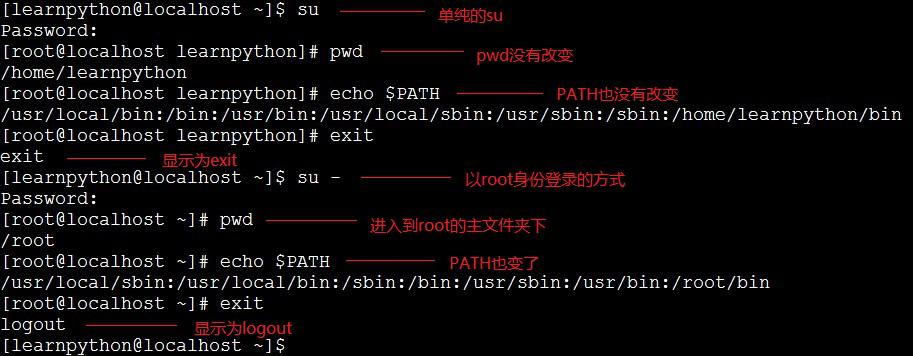 [learnpython@localhost ~]$ su 单纯的su
Password:
[root@localhost learnpython]# pwd pwd没有改变
/home/learnpython
[root@localhost learnpython]# echo $PATH PATH也没有改变
/usr/local/bin:/bin:/usr/bin:/usr/local/sbin:/usr/sbin:/sbin:/home/learnpython/bin
[root@localhost learnpython]# exit
exit 显示为exit
[learnpython@localhost ~]$ su - 以root身份登录的方式
Password:
[root@localhost ~]# pwd 进入到root的主文件夹下
/root
[root@localhost ~]# echo $PATH PATH也变了
/usr/local/sbin:/usr/local/bin:/sbin:/bin:/usr/sbin:/usr/bin:/root/bin
[root@localhost ~]# exit
logout 显示为logout
[learnpython@localhost ~]$